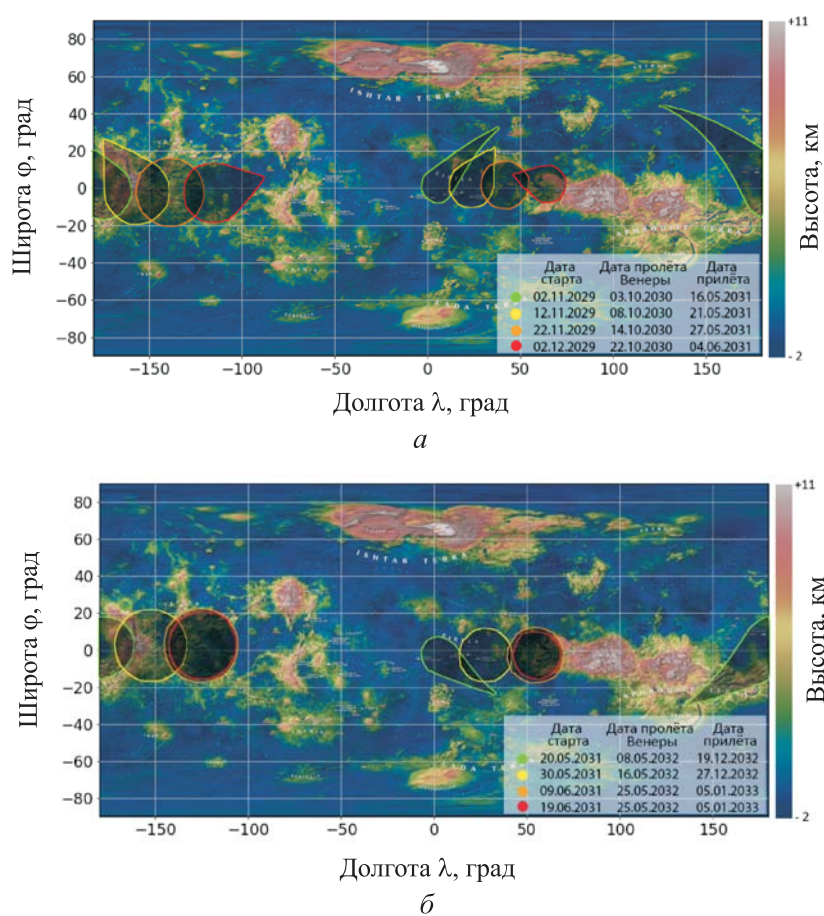 +11
80
60
40
20
0
−20
−40
−60
−80
ISHTAR TERRA
LADA TERRA
Широта φ, град
Высота, км
- 2
Дата старта Дата пролёта Венеры Дата прилёта
02.11.2029 03.10.2030 16.05.2031
12.11.2029 08.10.2030 21.05.2031
22.11.2029 14.10.2030 27.05.2031
02.12.2029 22.10.2030 04.06.2031
−150 −100 −50 0 50 100 150
Долгота λ, град
а
+11
80
60
40
20
0
−20
−40
−60
−80
ISHTAR TERRA
Широта φ, град
Высота, км
- 2
Дата старта Дата пролёта Венеры Дата прилёта
20.05.2031 08.05.2032 19.12.2032
30.05.2031 16.05.2032 27.12.2032
09.06.2031 25.05.2032 05.01.2033
19.06.2031 25.05.2032 05.01.2033
−150 −100 −50 0 50 100 150
Долгота λ, град
б